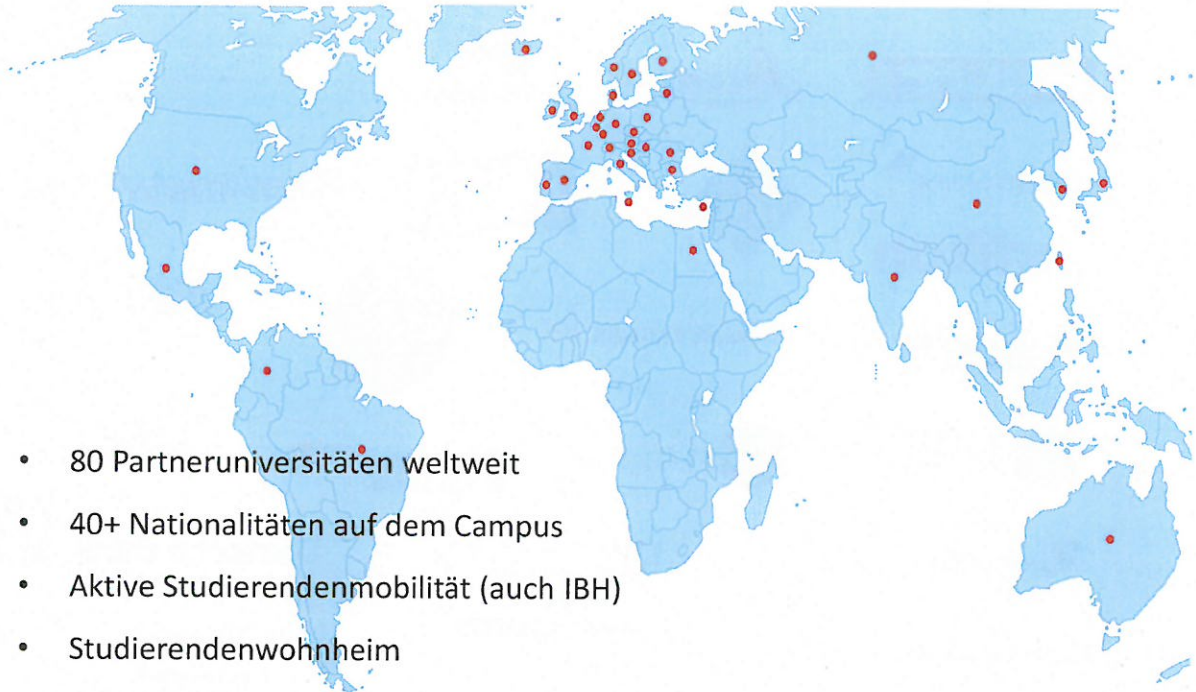 • 80 Partneruniversitäten weltweit
• 40+ Nationalitäten auf dem Campus
• Aktive Studierendenmobilität (auch IBH)
• Studierendenwohnheim